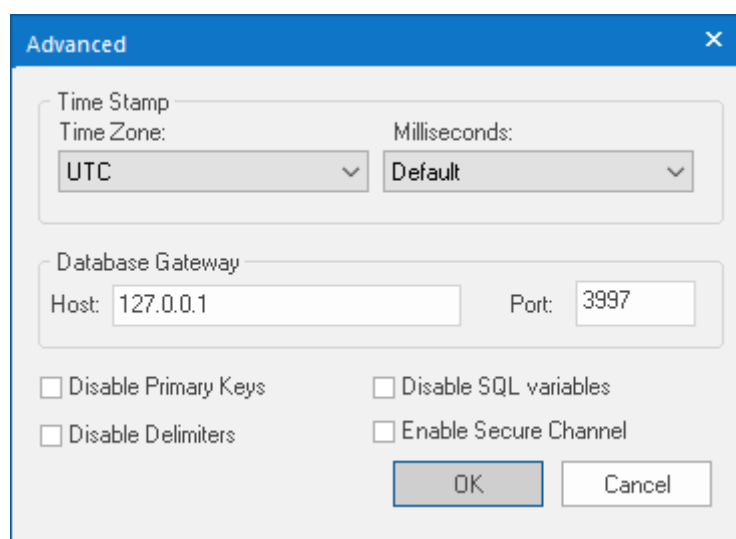 Advanced
Time Stamp
Time Zone: Milliseconds:
UTC Default
Database Gateway
Host: 127.0.0.1 Port: 3997
Disable Primary Keys Disable SQL variables
Disable Delimiters Enable Secure Channel
OK Cancel